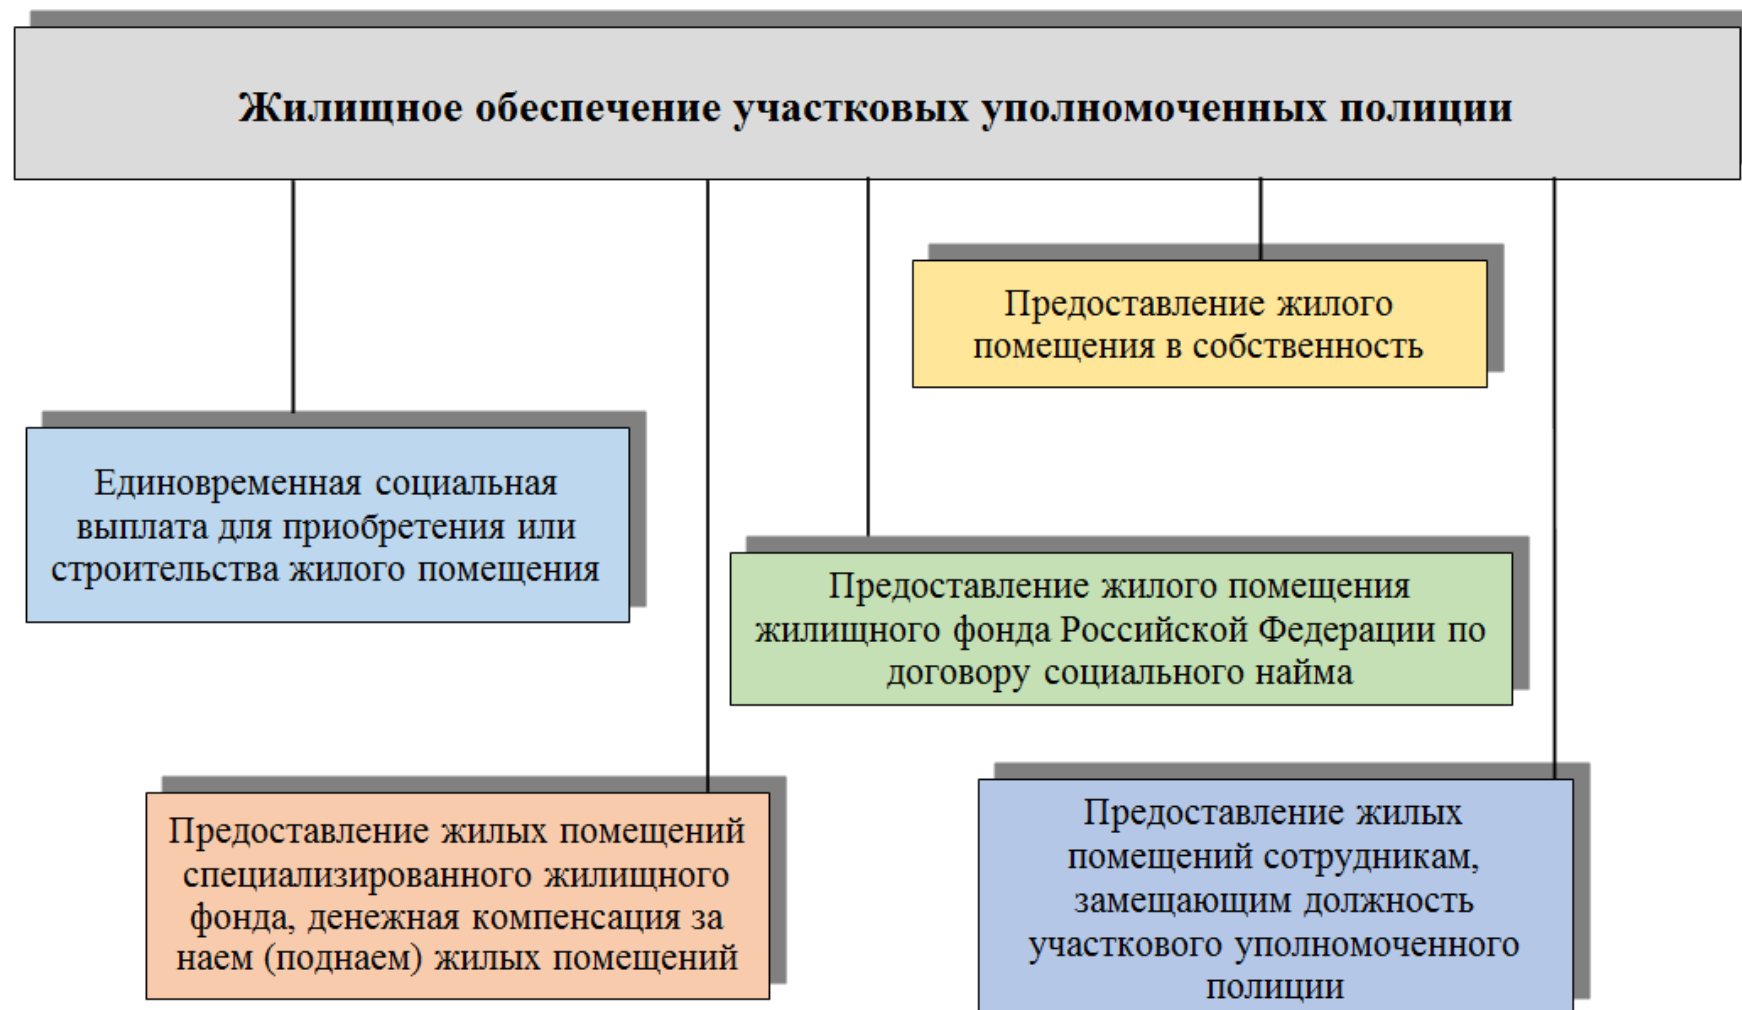 Жилищное обеспечение участковых уполномоченных полиции
Предоставление жилого
помещения в собственность
Единовременная социальная
выплата для приобретения или
строительства жилого помещения
Предоставление жилого помещения
жилищного фонда Российской Федерации по
договору социального найма
Предоставление жилых помещений
специализированного жилищного
фонда, денежная компенсация за
наем (поднаем) жилых помещений
Предоставление жилых
помещений сотрудникам,
замещающим должность
участкового уполномоченного
полиции